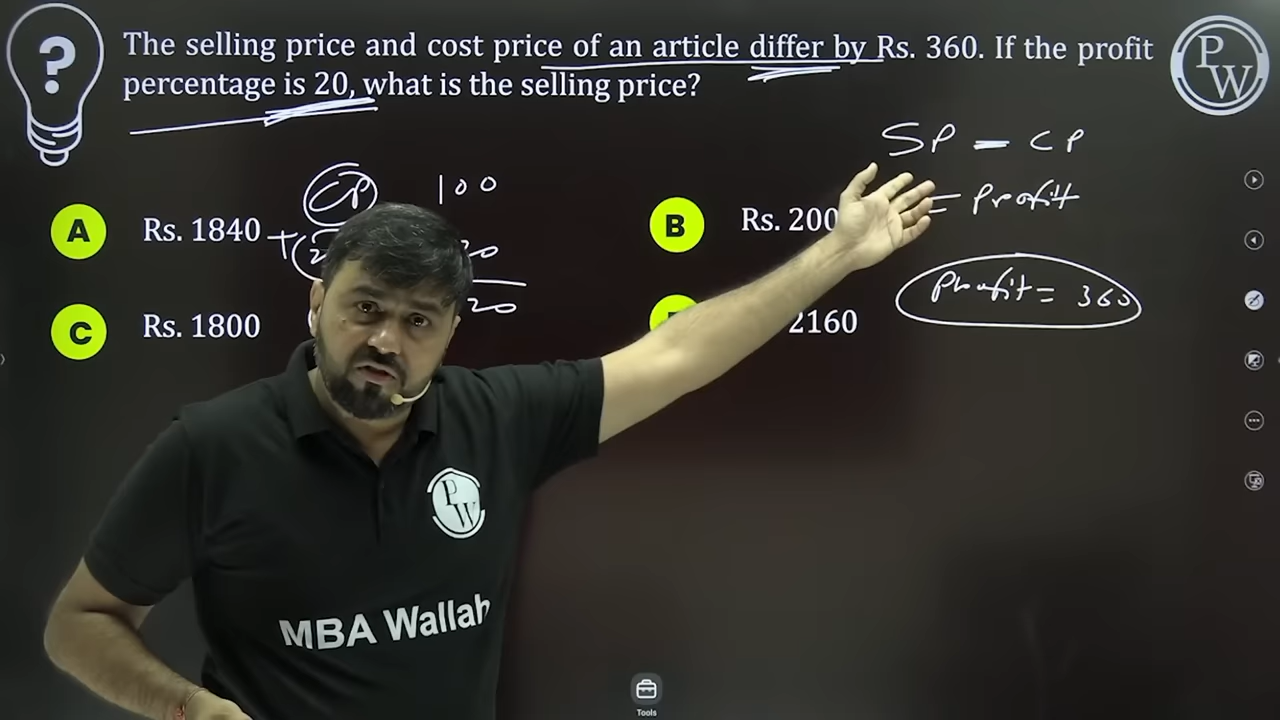 ?
The selling price and cost price of an article differ by Rs. 360. If the profit
percentage is 20, what is the selling price?
P
W
SP - CP
= Profit
Profit = 360
CP 100
+
A Rs. 1840
B Rs.
C Rs. 1800
2160
P
W
MBA Wallah
Tools